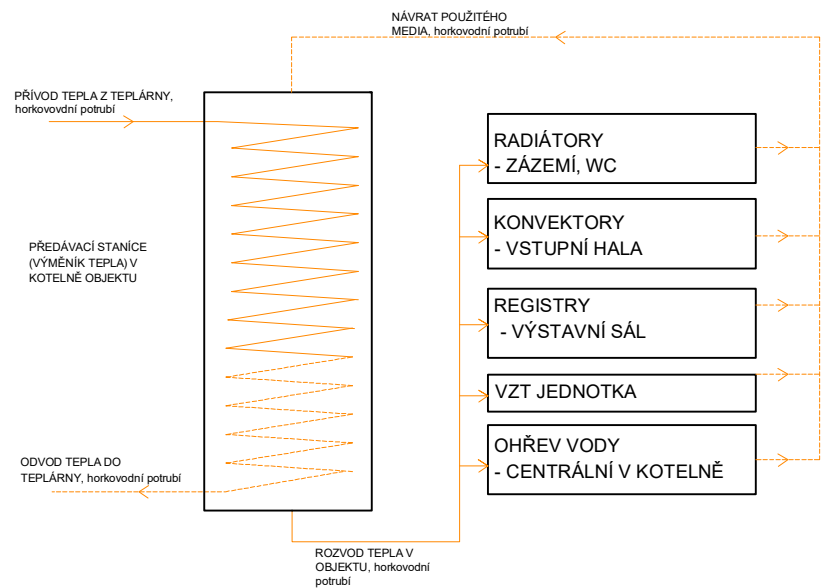 NÁVRAT POUŽITÉHO
MEDIA, horkovodní potrubí
PŘÍVOD TEPLA Z TEPLÁRNY,
horkovovdní potrubí
RADIÁTORY
- ZÁZEMÍ, WC
KONVEKTORY
- VSTUPNÍ HALA
PŘEDÁVACÍ STANÍCE
(VÝMĚNÍK TEPLA) V
KOTELNĚ OBJEKTU
REGISTRY
- VÝSTAVNÍ SÁL
VZT JEDNOTKA
OHŘEV VODY
- CENTRÁLNÍ V KOTELNĚ
ODVOD TEPLA DO
TEPLÁRNY, horkovodní potrubí
ROZVOD TEPLA V
OBJEKTU, horkovodní
potrubí